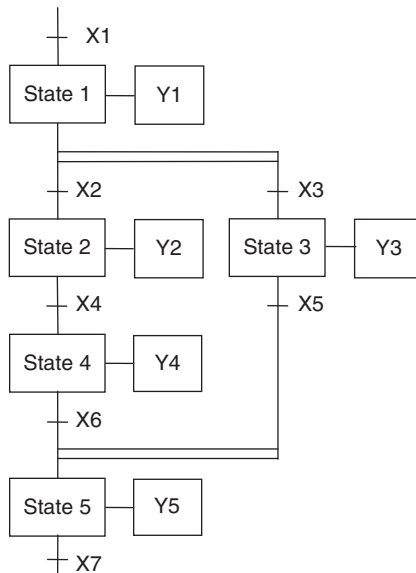 X1
State 1 Y1
X2 X3
State 2 Y2 State 3 Y3
X4 X5
State 4 Y4
X6
State 5 Y5
X7